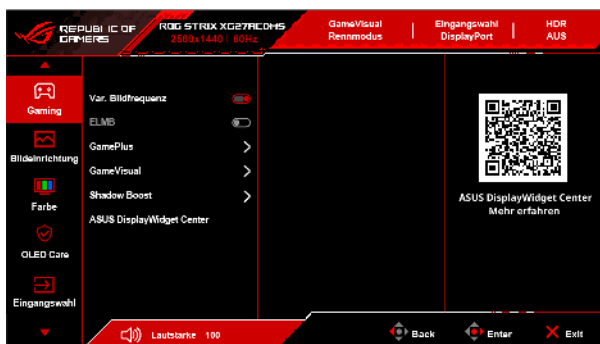 REPUBLIC OF
GAMERS
ROG STRIX XG27ACDMS
2560x1440 | 60Hz
GameVisual
Rennmodus
Eingangswahl
DisplayPort
HDR
AUS
Gaming
Bildeinrichtung
Farbe
OLED Care
Eingangswahl
Var. Bildfrequenz
ELMB
GamePlus
GameVisual
Shadow Boost
ASUS DisplayWidget Center
ASUS DisplayWidget Center
Mehr erfahren
Lautstärke 100
Back
Enter
Exit